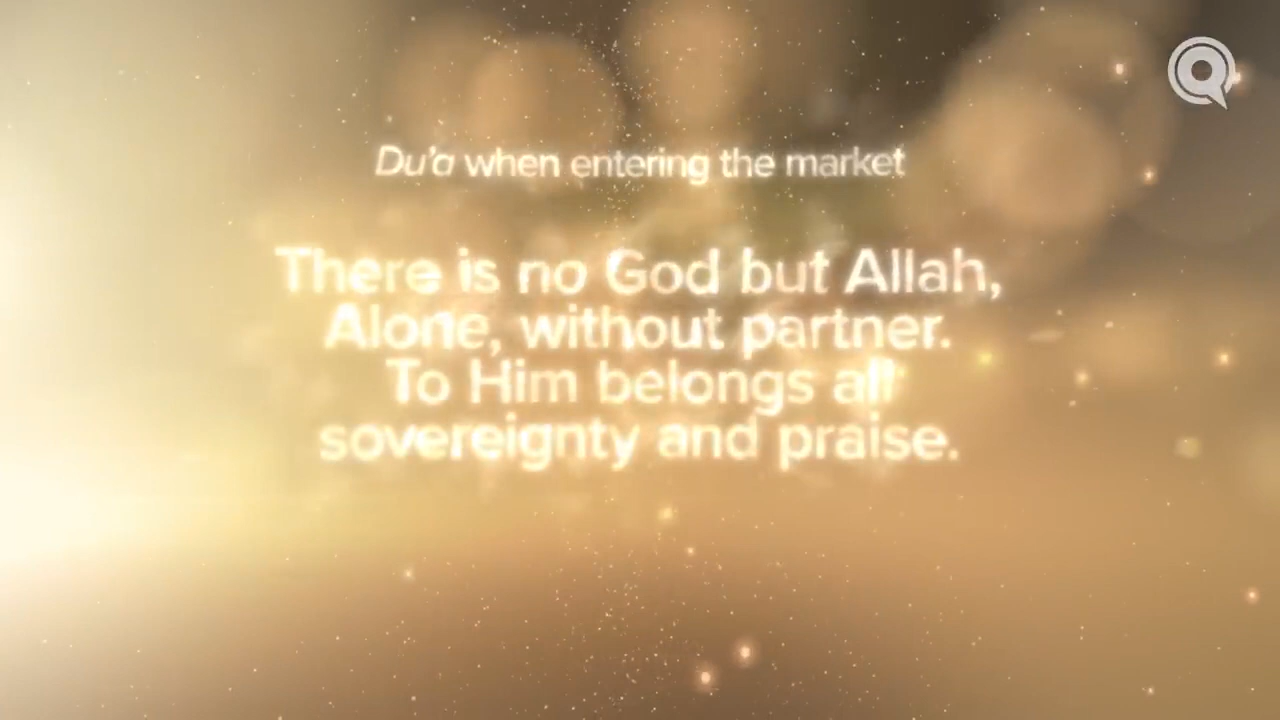 Du'a when entering the market
There is no God but Allah,
Alone, without partner.
To Him belongs all
sovereignty and praise.